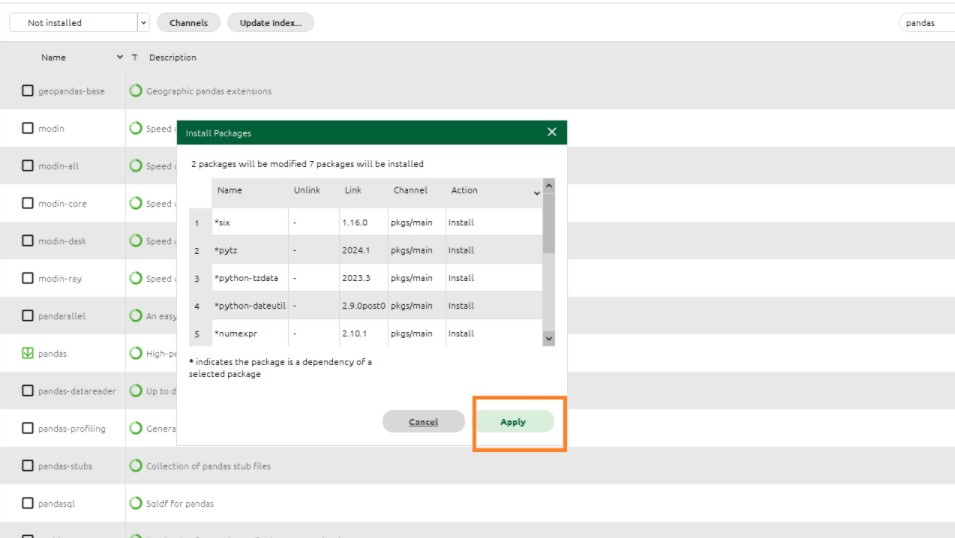 Not installed Channels Update index... pandas
Name T Description
geopandas-base Geographic pandas extensions
modin Speed
modin-all Speed
modin-core Speed
modin-dask Speed
modin-ray Speed
pandarallel An easy
pandas High-pe
pandas-datareader Up to d
pandas-profiling Genera
pandas-stubs Collection of pandas stub files
pandasql Sqldf for pandas
Install Packages
2 packages will be modified 7 packages will be installed
Name Unlink Link Channel Action
1 *six - 1.16.0 pkgs/main Install
2 *pytz - 2024.1 pkgs/main Install
3 *python-tzdata - 2023.3 pkgs/main Install
4 *python-dateutil - 2.9.0post0 pkgs/main Install
5 *numexpr - 2.10.1 pkgs/main Install
* indicates the package is a dependency of a
selected package
Cancel Apply